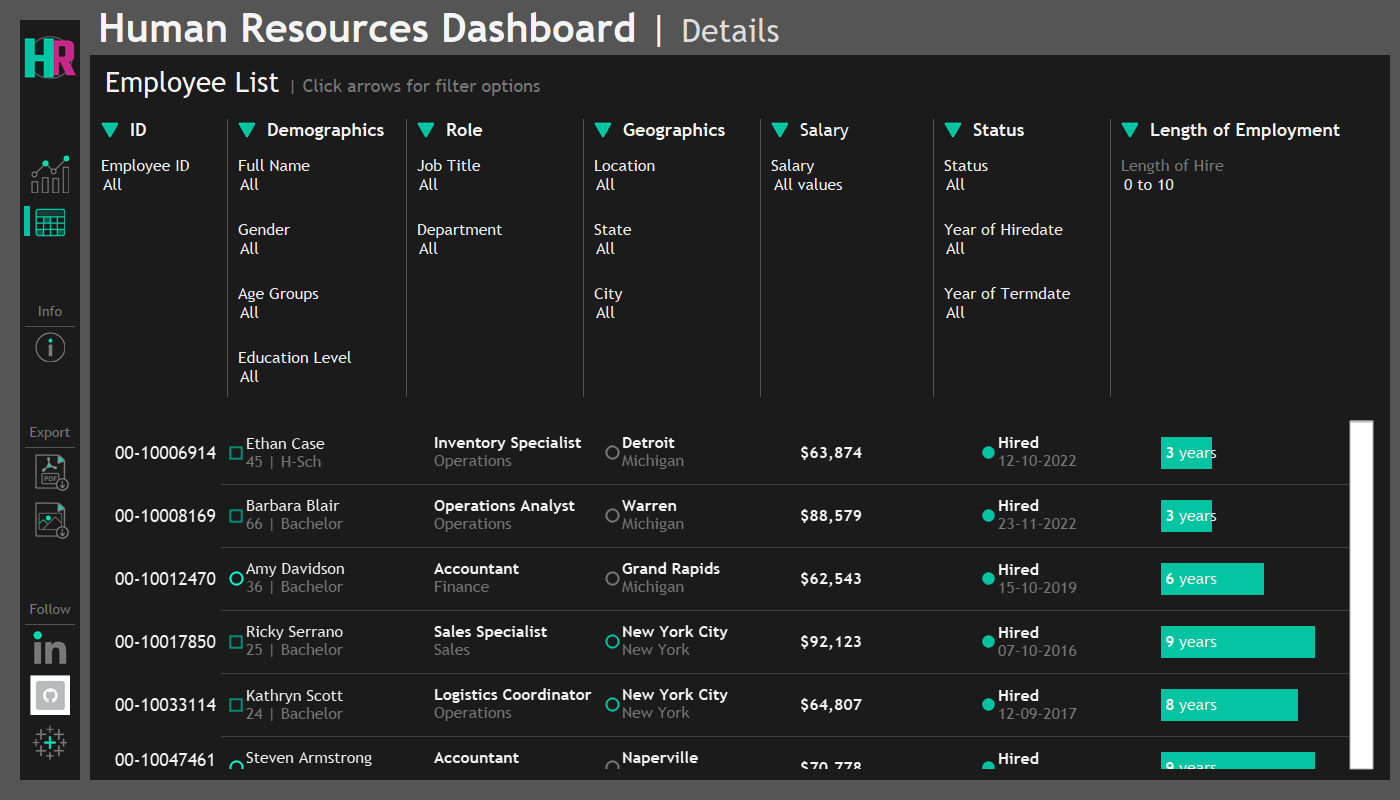 HR
Human Resources Dashboard | Details
Employee List | Click arrows for filter options
ID Demographics Role Geographics Salary Status Length of Employment
Employee ID Full Name Job Title Location Salary Status Length of Hire
All All All All All values All 0 to 10
Gender Department State Year of Hiredate
All All All All
Age Groups City Year of Termdate
All All All
Education Level
All
Info
Export
PDF
Follow
in
00-10006914 Ethan Case Inventory Specialist Detroit $63,874 Hired 3 years
45 | H-Sch Operations Michigan 12-10-2022
00-10008169 Barbara Blair Operations Analyst Warren $88,579 Hired 3 years
66 | Bachelor Operations Michigan 23-11-2022
00-10012470 Amy Davidson Accountant Grand Rapids $62,543 Hired 6 years
36 | Bachelor Finance Michigan 15-10-2019
00-10017850 Ricky Serrano Sales Specialist New York City $92,123 Hired 9 years
25 | Bachelor Sales New York 07-10-2016
00-10033114 Kathryn Scott Logistics Coordinator New York City $64,807 Hired 8 years
24 | Bachelor Operations New York 12-09-2017
00-10047461 Steven Armstrong Accountant Naperville $70,778 Hired 9 years